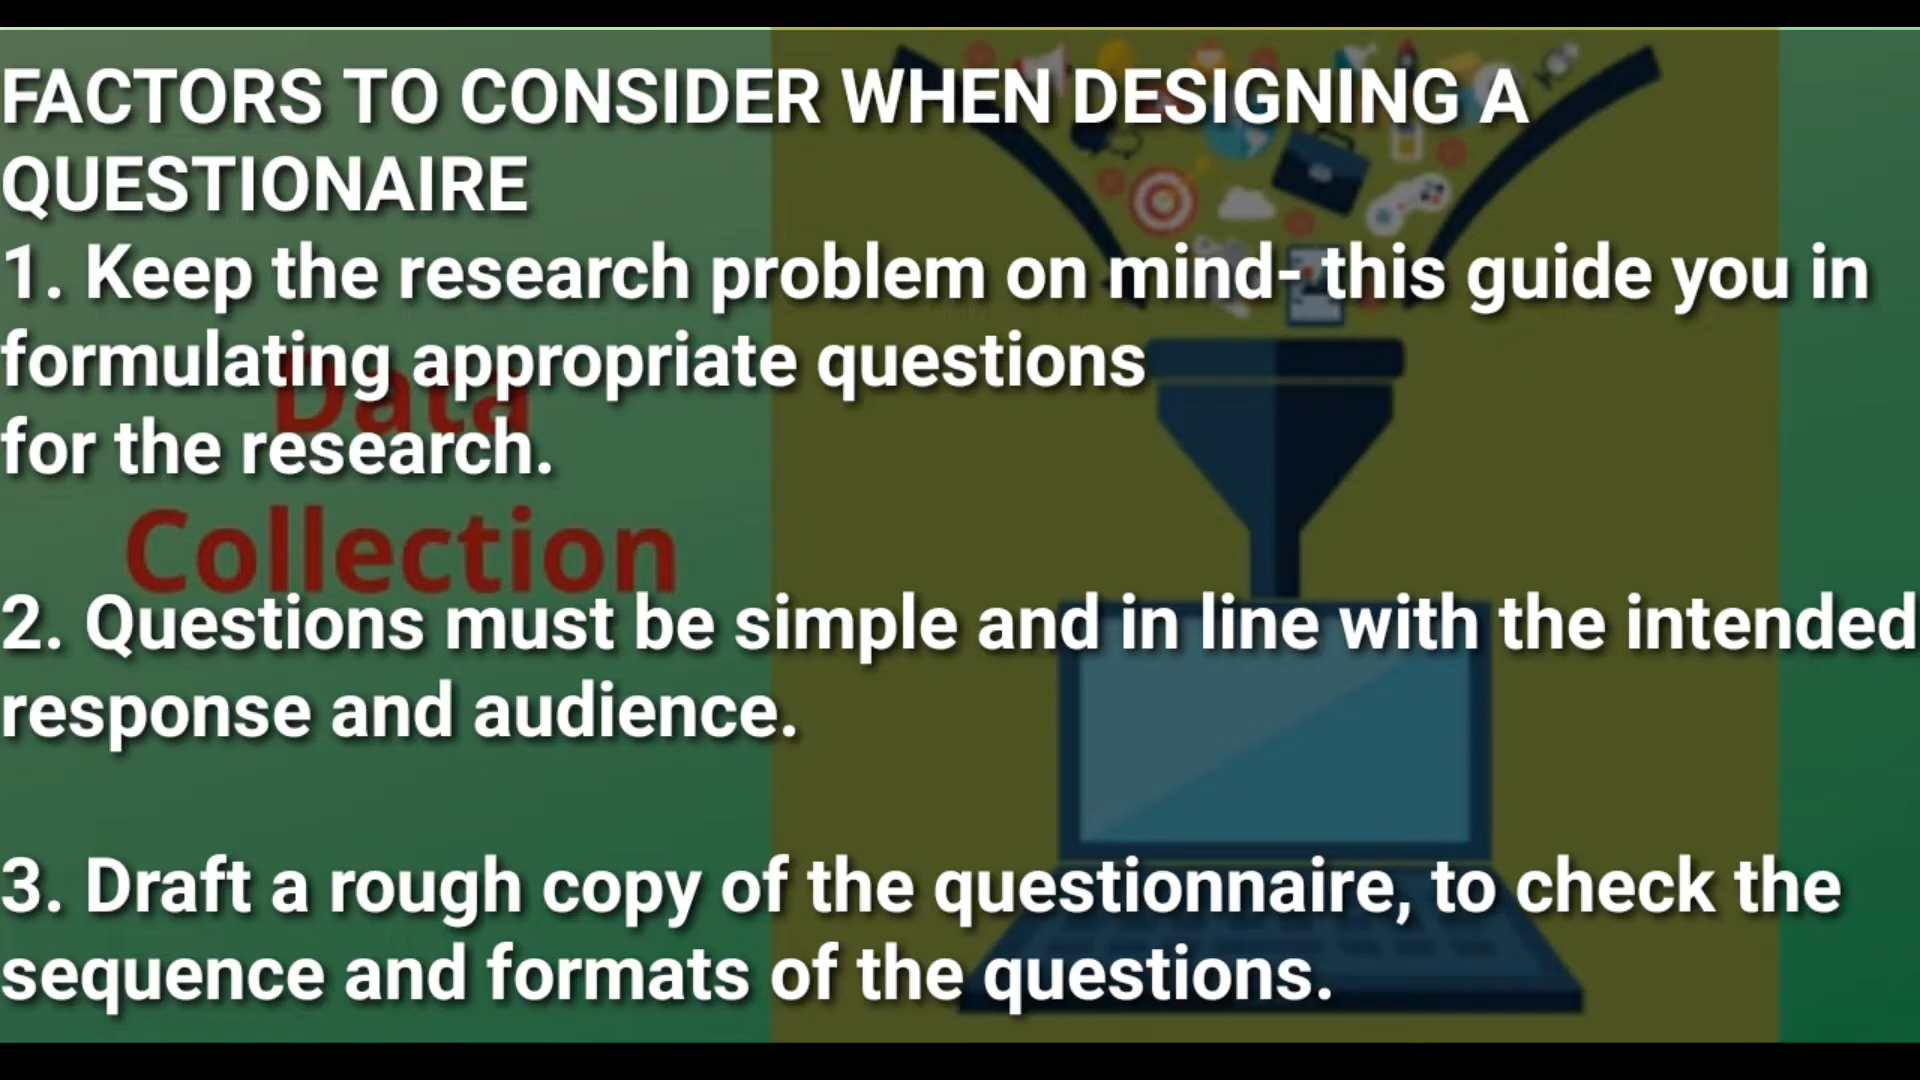 FACTORS TO CONSIDER WHEN DESIGNING A
QUESTIONAIRE
1. Keep the research problem on mind- this guide you in
formulating appropriate questions
for the research.
Data
Collection
2. Questions must be simple and in line with the intended
response and audience.
3. Draft a rough copy of the questionnaire, to check the
sequence and formats of the questions.